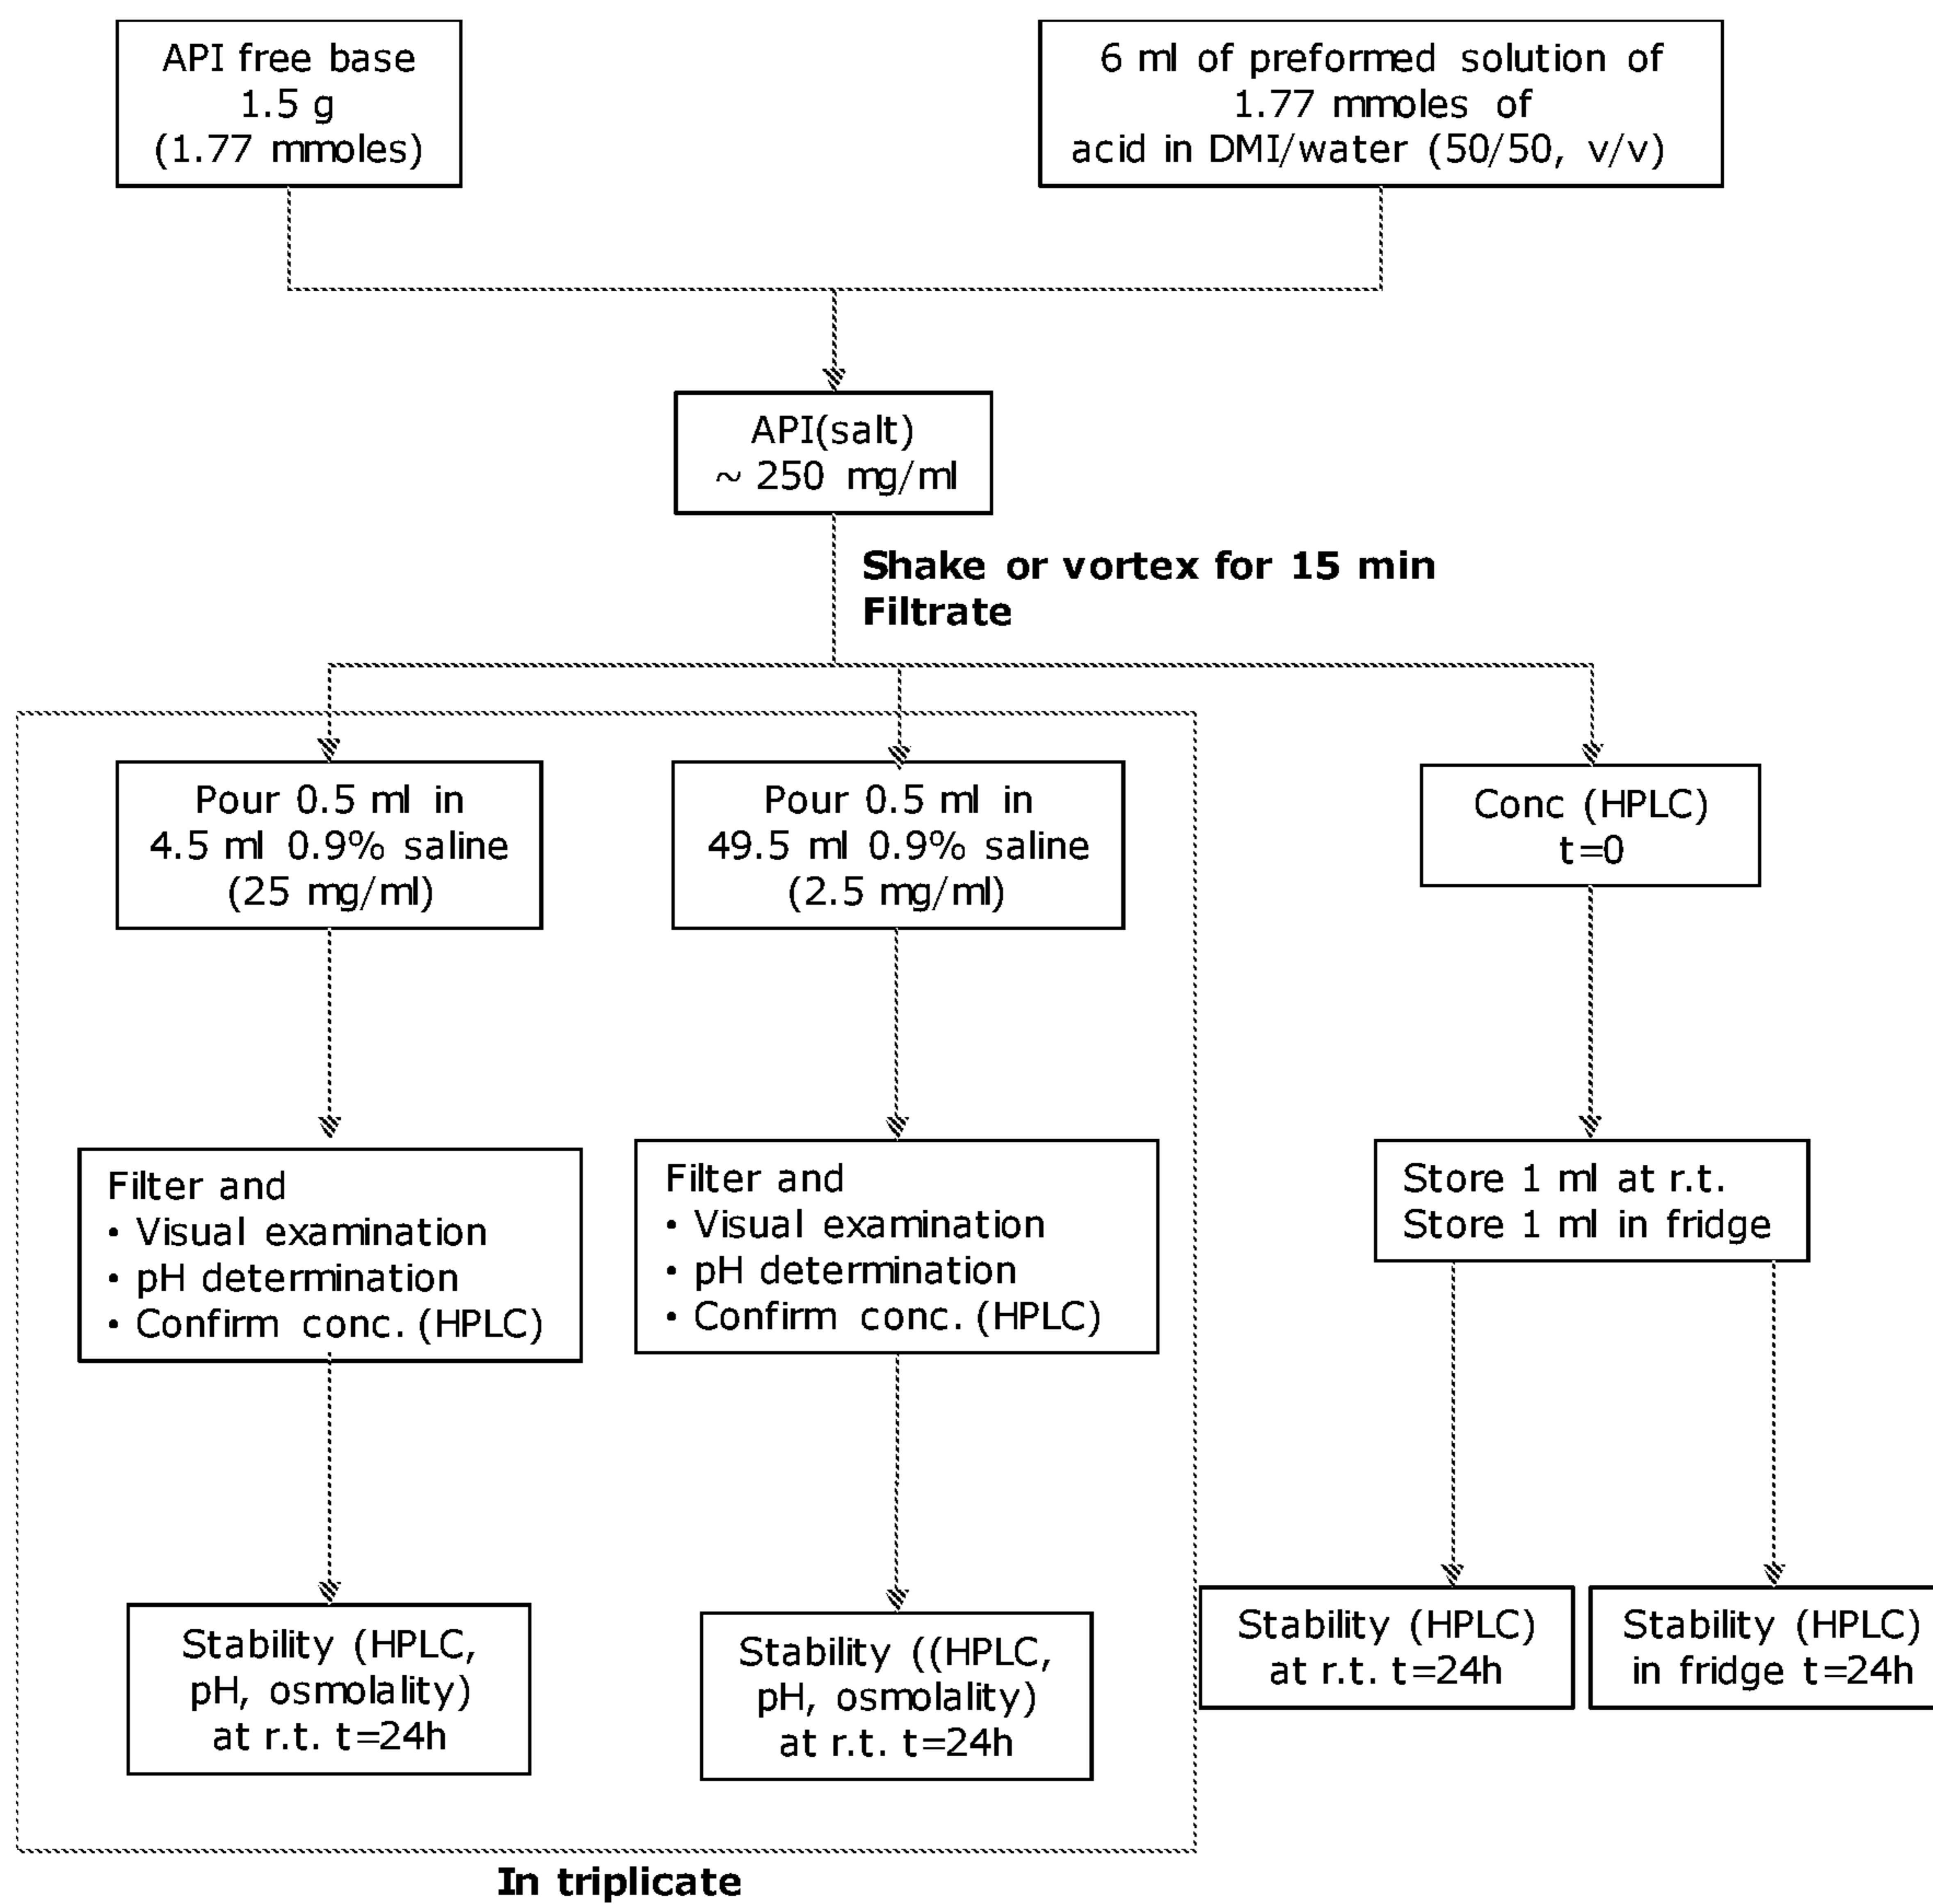 API free base
1.5 g
(1.77 mmoles)
6 ml of preformed solution of
1.77 mmoles of
acid in DMI/water (50/50, v/v)
API(salt)
~ 250 mg/ml
Shake or vortex for 15 min
Filtrate
Pour 0.5 ml in
4.5 ml 0.9% saline
(25 mg/ml)
Pour 0.5 ml in
49.5 ml 0.9% saline
(2.5 mg/ml)
Conc (HPLC)
t=0
Filter and
• Visual examination
• pH determination
• Confirm conc. (HPLC)
Filter and
• Visual examination
• pH determination
• Confirm conc. (HPLC)
Store 1 ml at r.t.
Store 1 ml in fridge
Stability (HPLC,
pH, osmolality)
at r.t. t=24h
Stability ((HPLC,
pH, osmolality)
at r.t. t=24h
Stability (HPLC)
at r.t. t=24h
Stability (HPLC)
in fridge t=24h
In triplicate